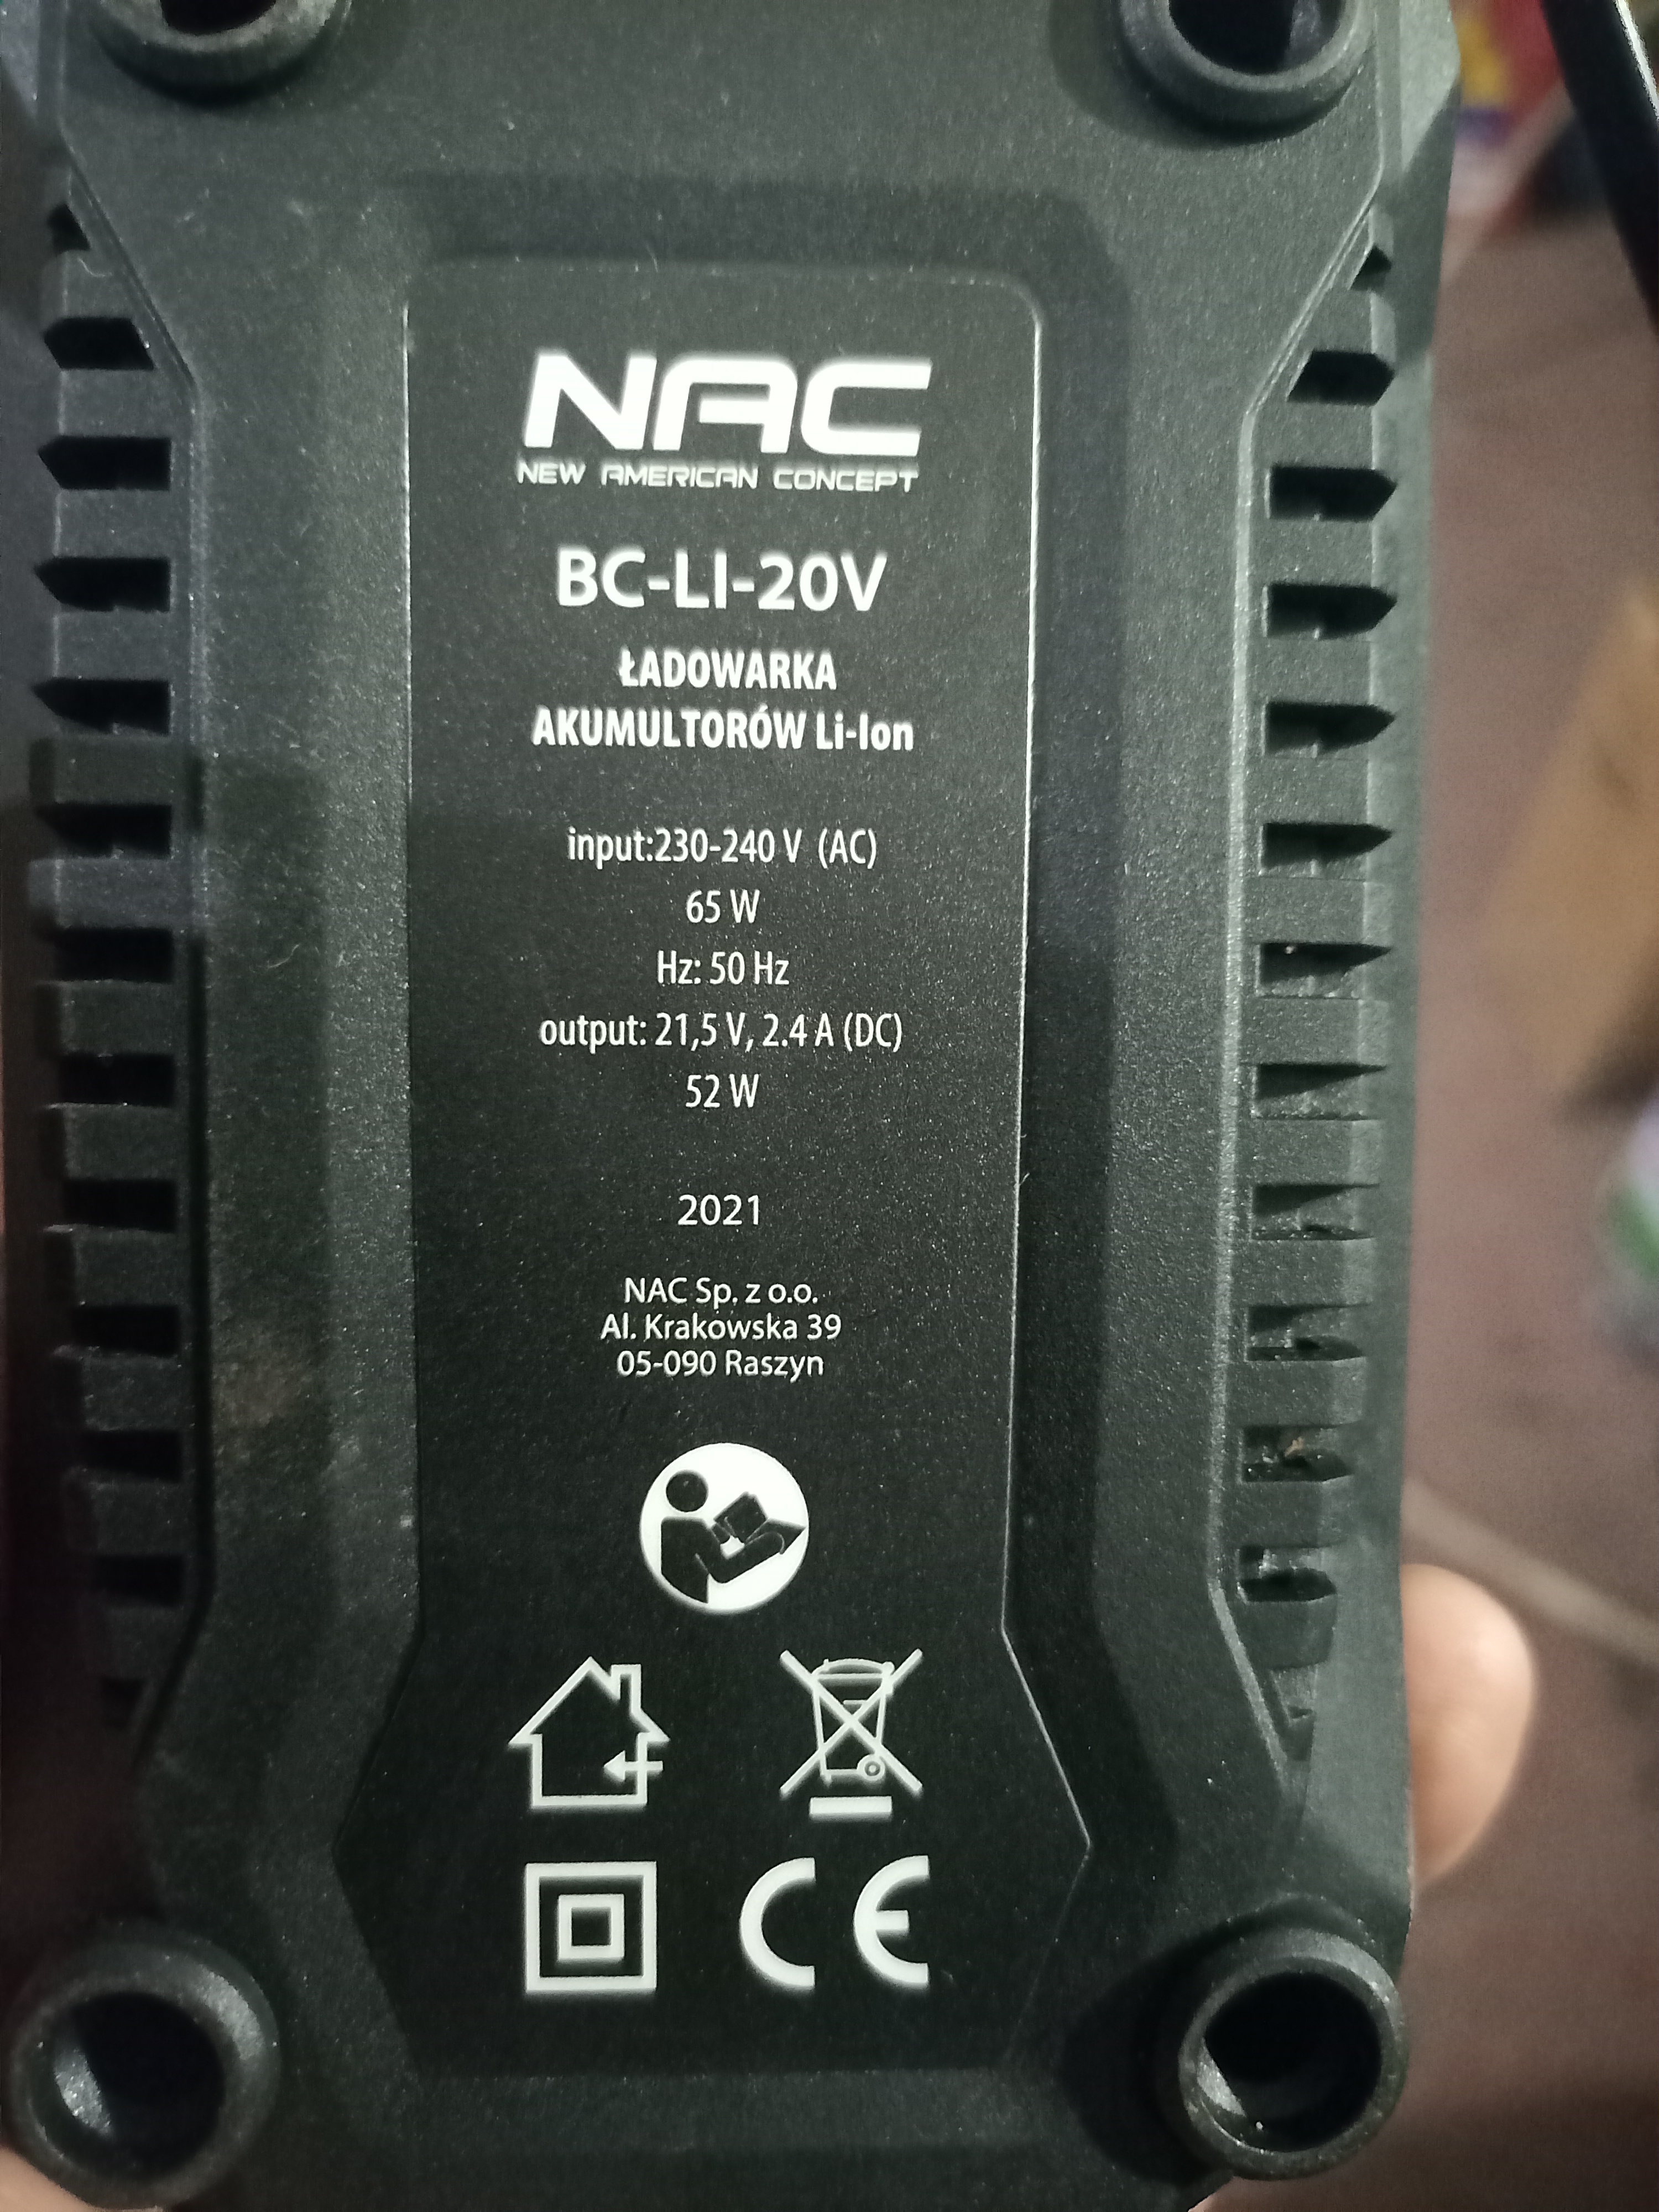 NAC
NEW AMERICAN CONCEPT
BC-LI-20V
ŁADOWARKA
AKUMULTORÓW Li-Ion
input:230-240 V (AC)
65 W
Hz: 50 Hz
output: 21,5 V, 2.4 A (DC)
52 W
2021
NAC Sp. z o.o.
Al. Krakowska 39
05-090 Raszyn
CE